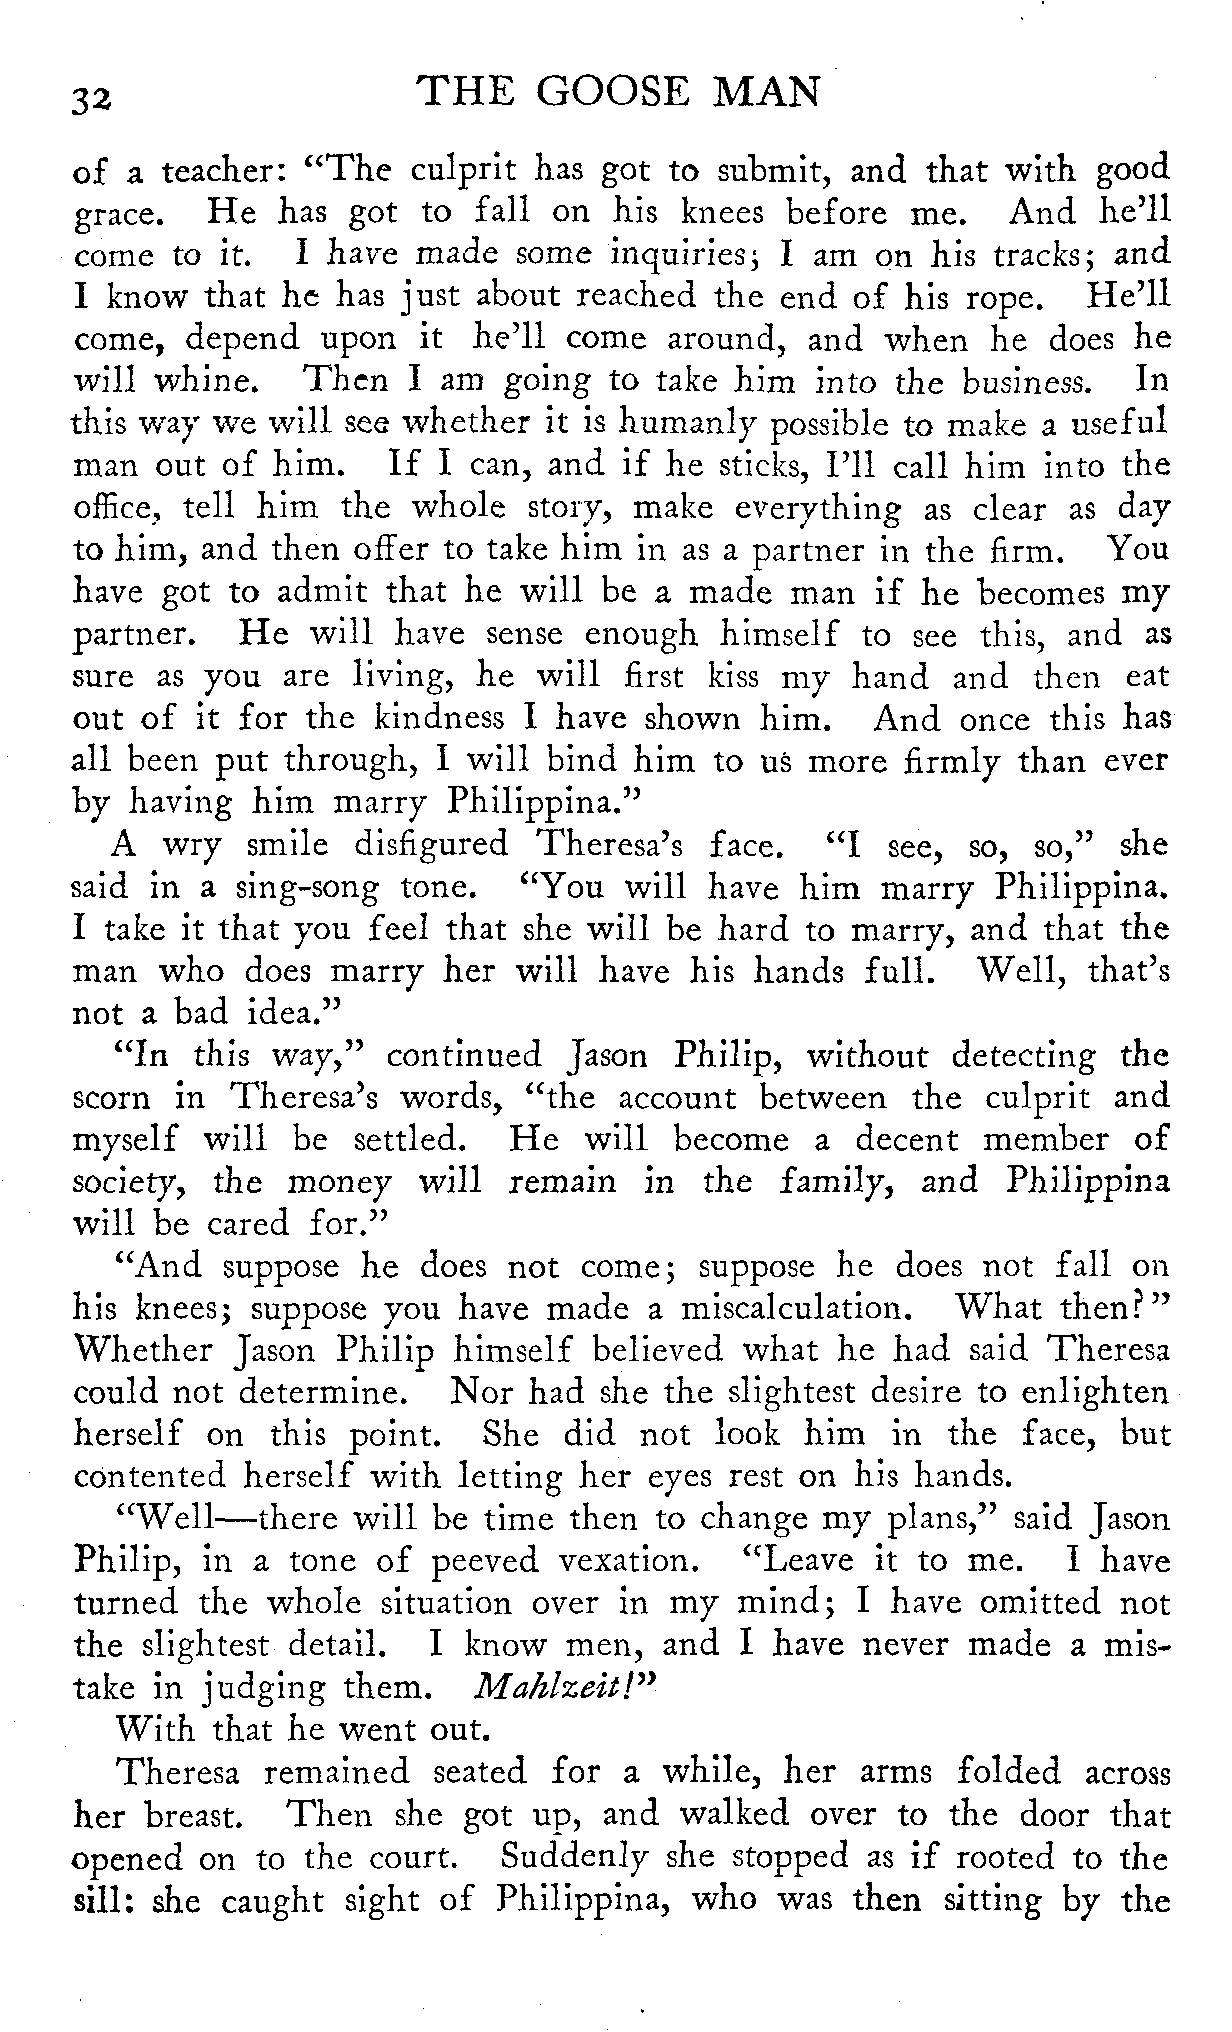 32 THE GOOSE MAN
of a teacher: “The culprit has got to submit, and that with good
grace. He has got to fall on his knees before me. And he’ll
come to it. I have made some inquiries; I am on his tracks; and
I know that he has just about reached the end of his rope. He’ll
come, depend upon it he’ll come around, and when he does he
will whine. Then I am going to take him into the business. In
this way we will see whether it is humanly possible to make a useful
man out of him. If I can, and if he sticks, I’ll call him into the
office, tell him the whole story, make everything as clear as day
to him, and then offer to take him in as a partner in the firm. You
have got to admit that he will be a made man if he becomes my
partner. He will have sense enough himself to see this, and as
sure as you are living, he will first kiss my hand and then eat
out of it for the kindness I have shown him. And once this has
all been put through, I will bind him to us more firmly than ever
by having him marry Philippina.”
A wry smile disfigured Theresa’s face. “I see, so, so,” she
said in a sing-song tone. “You will have him marry Philippina.
I take it that you feel that she will be hard to marry, and that the
man who does marry her will have his hands full. Well, that’s
not a bad idea.”
“In this way,” continued Jason Philip, without detecting the
scorn in Theresa’s words, “the account between the culprit and
myself will be settled. He will become a decent member of
society, the money will remain in the family, and Philippina
will be cared for.”
“And suppose he does not come; suppose he does not fall on
his knees; suppose you have made a miscalculation. What then?”
Whether Jason Philip himself believed what he had said Theresa
could not determine. Nor had she the slightest desire to enlighten
herself on this point. She did not look him in the face, but
contented herself with letting her eyes rest on his hands.
“Well—there will be time then to change my plans,” said Jason
Philip, in a tone of peeved vexation. “Leave it to me. I have
turned the whole situation over in my mind; I have omitted not
the slightest detail. I know men, and I have never made a mis-
take in judging them. Mahlzeit!”
With that he went out.
Theresa remained seated for a while, her arms folded across
her breast. Then she got up, and walked over to the door that
opened on to the court. Suddenly she stopped as if rooted to the
sill: she caught sight of Philippina, who was then sitting by the